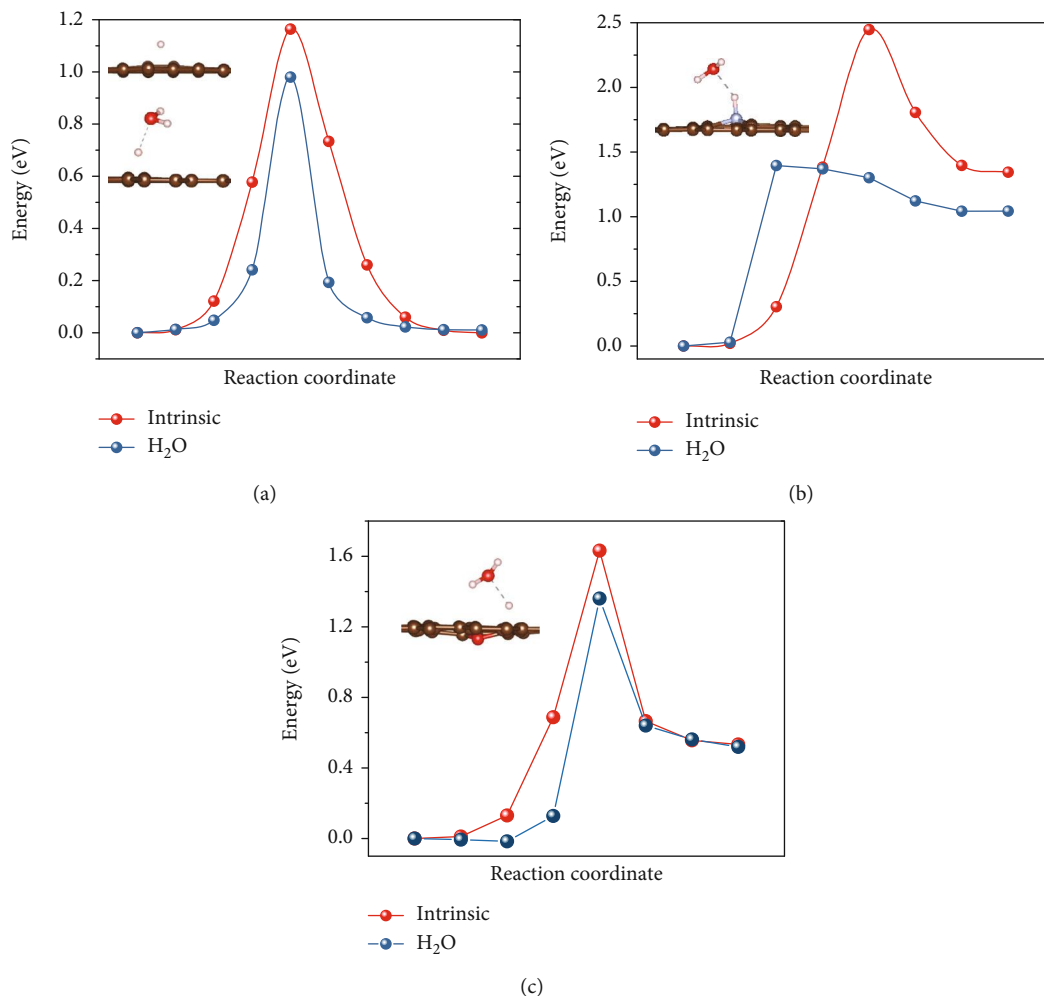 1.2
1.0
0.8
0.6
0.4
0.2
0.0
Energy (eV)
Reaction coordinate
Intrinsic
H₂O
(a)
2.5
2.0
1.5
1.0
0.5
0.0
Energy (eV)
Reaction coordinate
Intrinsic
H₂O
(b)
1.6
1.2
0.8
0.4
0.0
Energy (eV)
Reaction coordinate
Intrinsic
H₂O
(c)